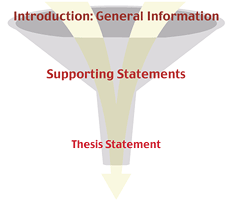 Introduction: General Information
Supporting Statements
Thesis Statement